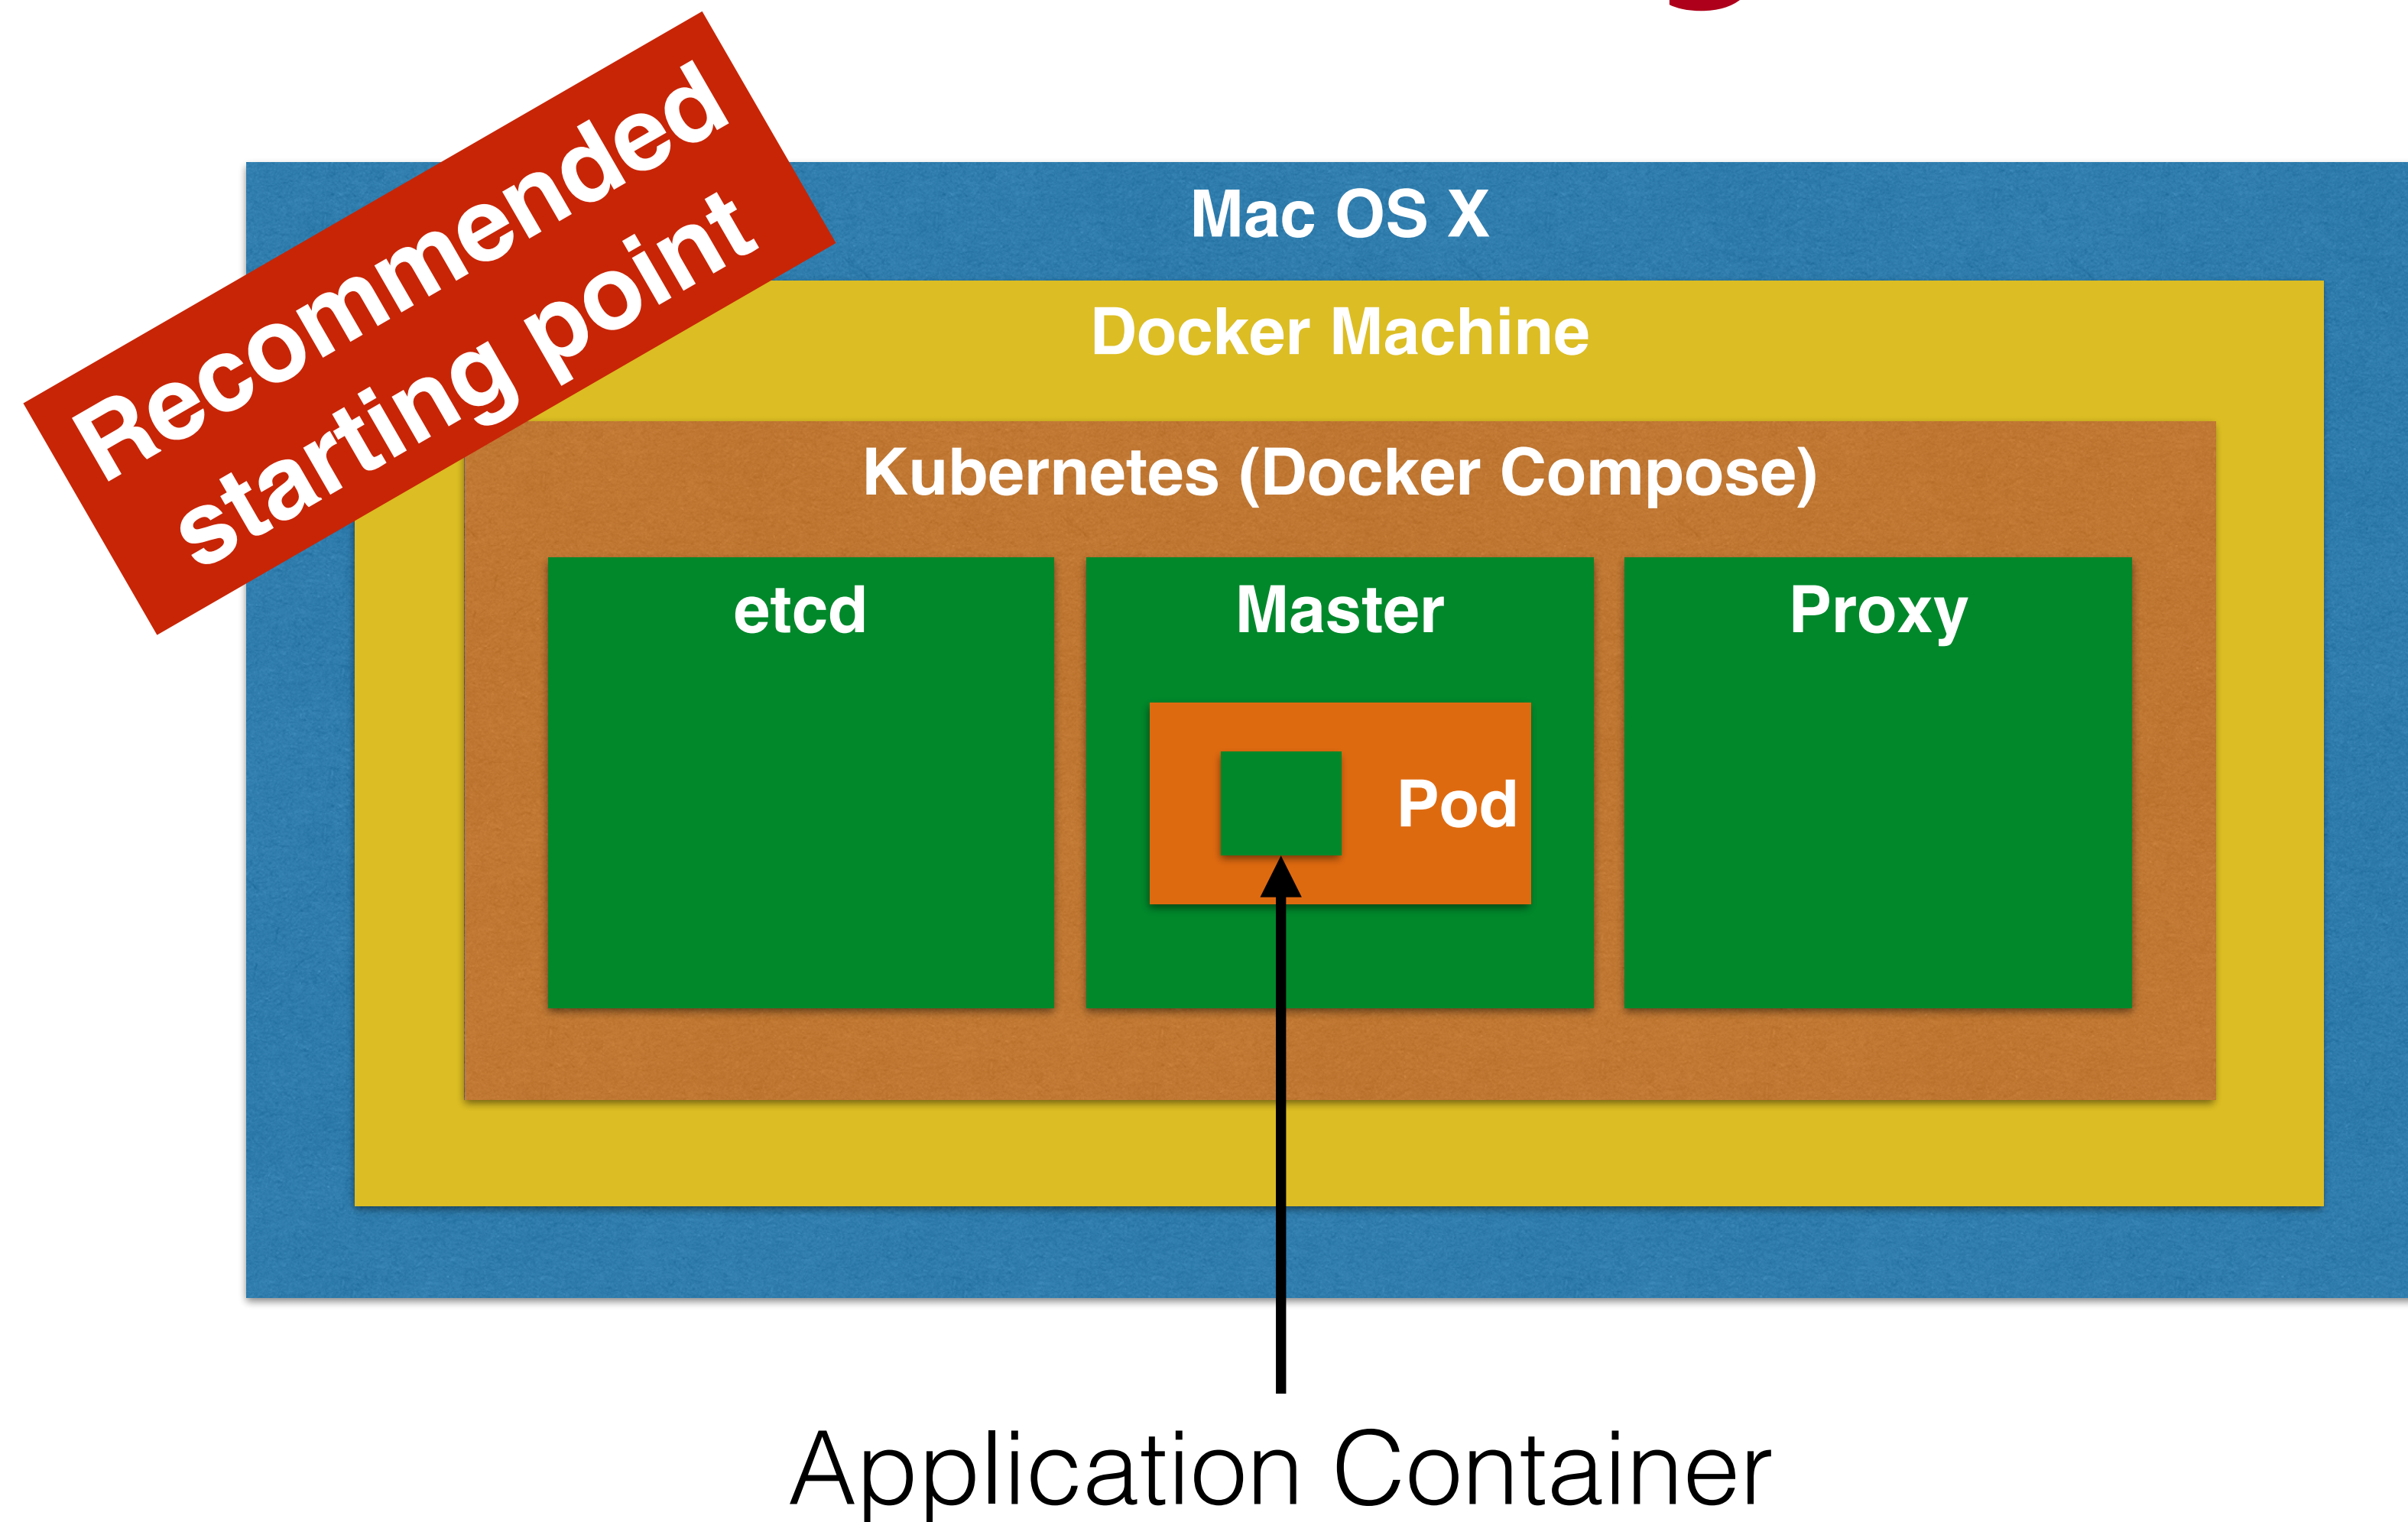 Recommended
starting point
Mac OS X
Docker Machine
Kubernetes (Docker Compose)
etcd
Master
Proxy
Pod
Application Container